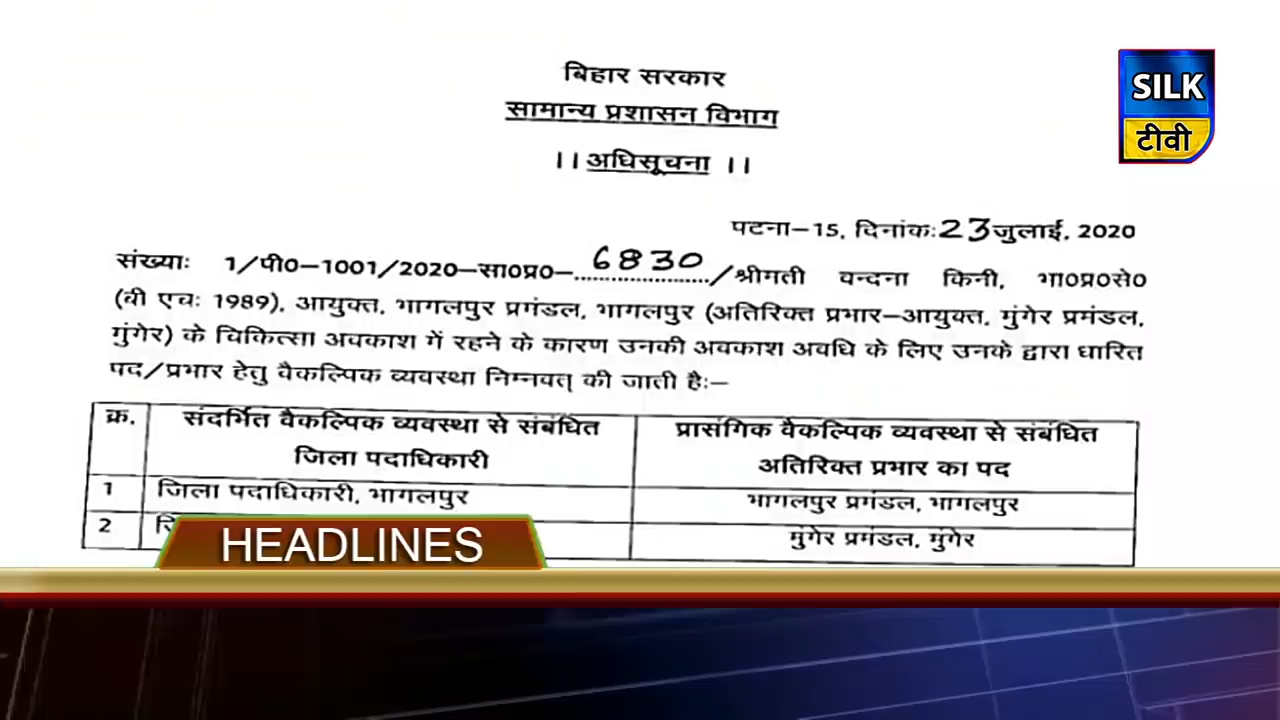 बिहार सरकार
सामान्य प्रशासन विभाग
।।अधिसूचना ।।
SILK
टीवी
पटना–15, दिनांकः23जुलाई, 2020
संख्याः 1/पी0–1001/2020–सा0प्र0–6830/श्रीमती वन्दना किनी, भा0प्र0से0
(वी एचः 1989), आयुक्त, भागलपुर प्रमंडल, भागलपुर (अतिरिक्त प्रभार–आयुक्त, मुंगेर प्रमंडल,
मुंगेर) के चिकित्सा अवकाश में रहने के कारण उनकी अवकाश अवधि के लिए उनके द्वारा धारित
पद/प्रभार हेतु वैकल्पिक व्यवस्था निम्नवत् की जाती हैः–
क्र. संदर्भित वैकल्पिक व्यवस्था से संबंधित प्रासंगिक वैकल्पिक व्यवस्था से संबंधित
जिला पदाधिकारी अतिरिक्त प्रभार का पद
1 जिला पदाधिकारी, भागलपुर भागलपुर प्रमंडल, भागलपुर
2 मुंगेर प्रमंडल, मुंगेर
HEADLINES